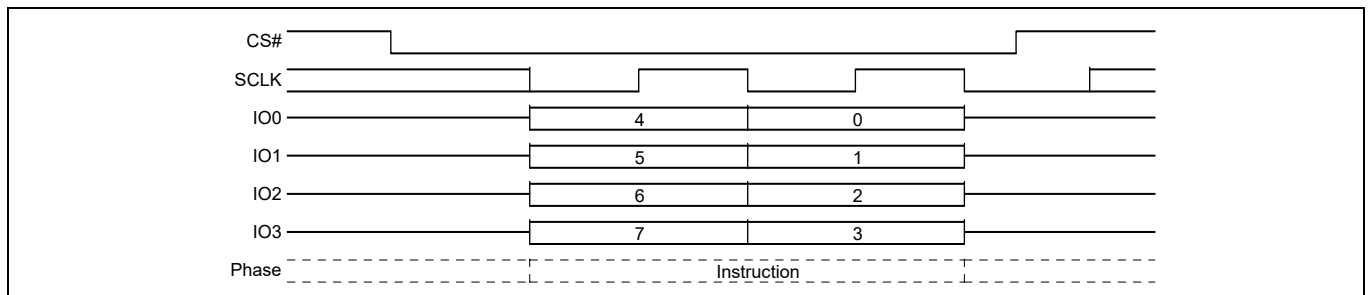 CS#
SCLK
IO0 4 0
IO1 5 1
IO2 6 2
IO3 7 3
Phase Instruction